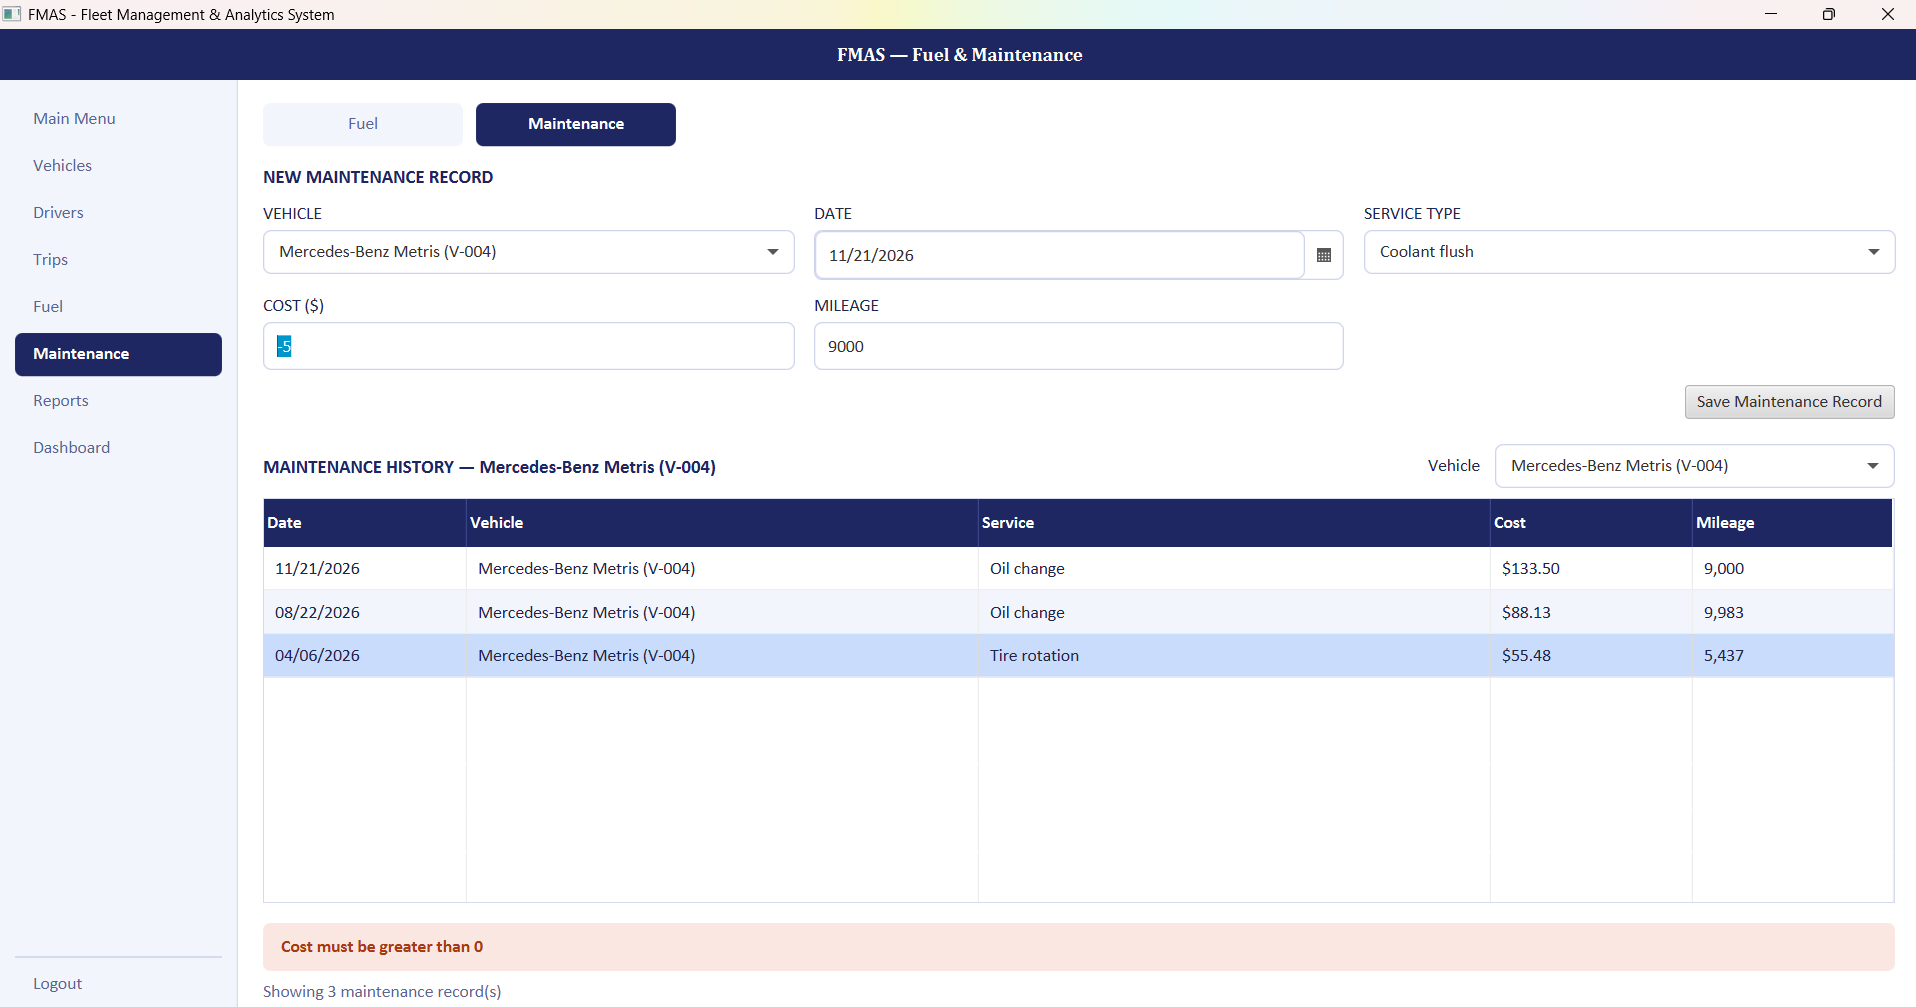 FMAS - Fleet Management & Analytics System
FMAS — Fuel & Maintenance
Main Menu
Vehicles
Drivers
Trips
Fuel
Maintenance
Reports
Dashboard
Logout
Fuel Maintenance
NEW MAINTENANCE RECORD
VEHICLE DATE SERVICE TYPE
Mercedes-Benz Metris (V-004) 11/21/2026 Coolant flush
COST ($) MILEAGE
-5 9000
Save Maintenance Record
MAINTENANCE HISTORY — Mercedes-Benz Metris (V-004) Vehicle Mercedes-Benz Metris (V-004)
Date Vehicle Service Cost Mileage
11/21/2026 Mercedes-Benz Metris (V-004) Oil change $133.50 9,000
08/22/2026 Mercedes-Benz Metris (V-004) Oil change $88.13 9,983
04/06/2026 Mercedes-Benz Metris (V-004) Tire rotation $55.48 5,437
Cost must be greater than 0
Showing 3 maintenance record(s)